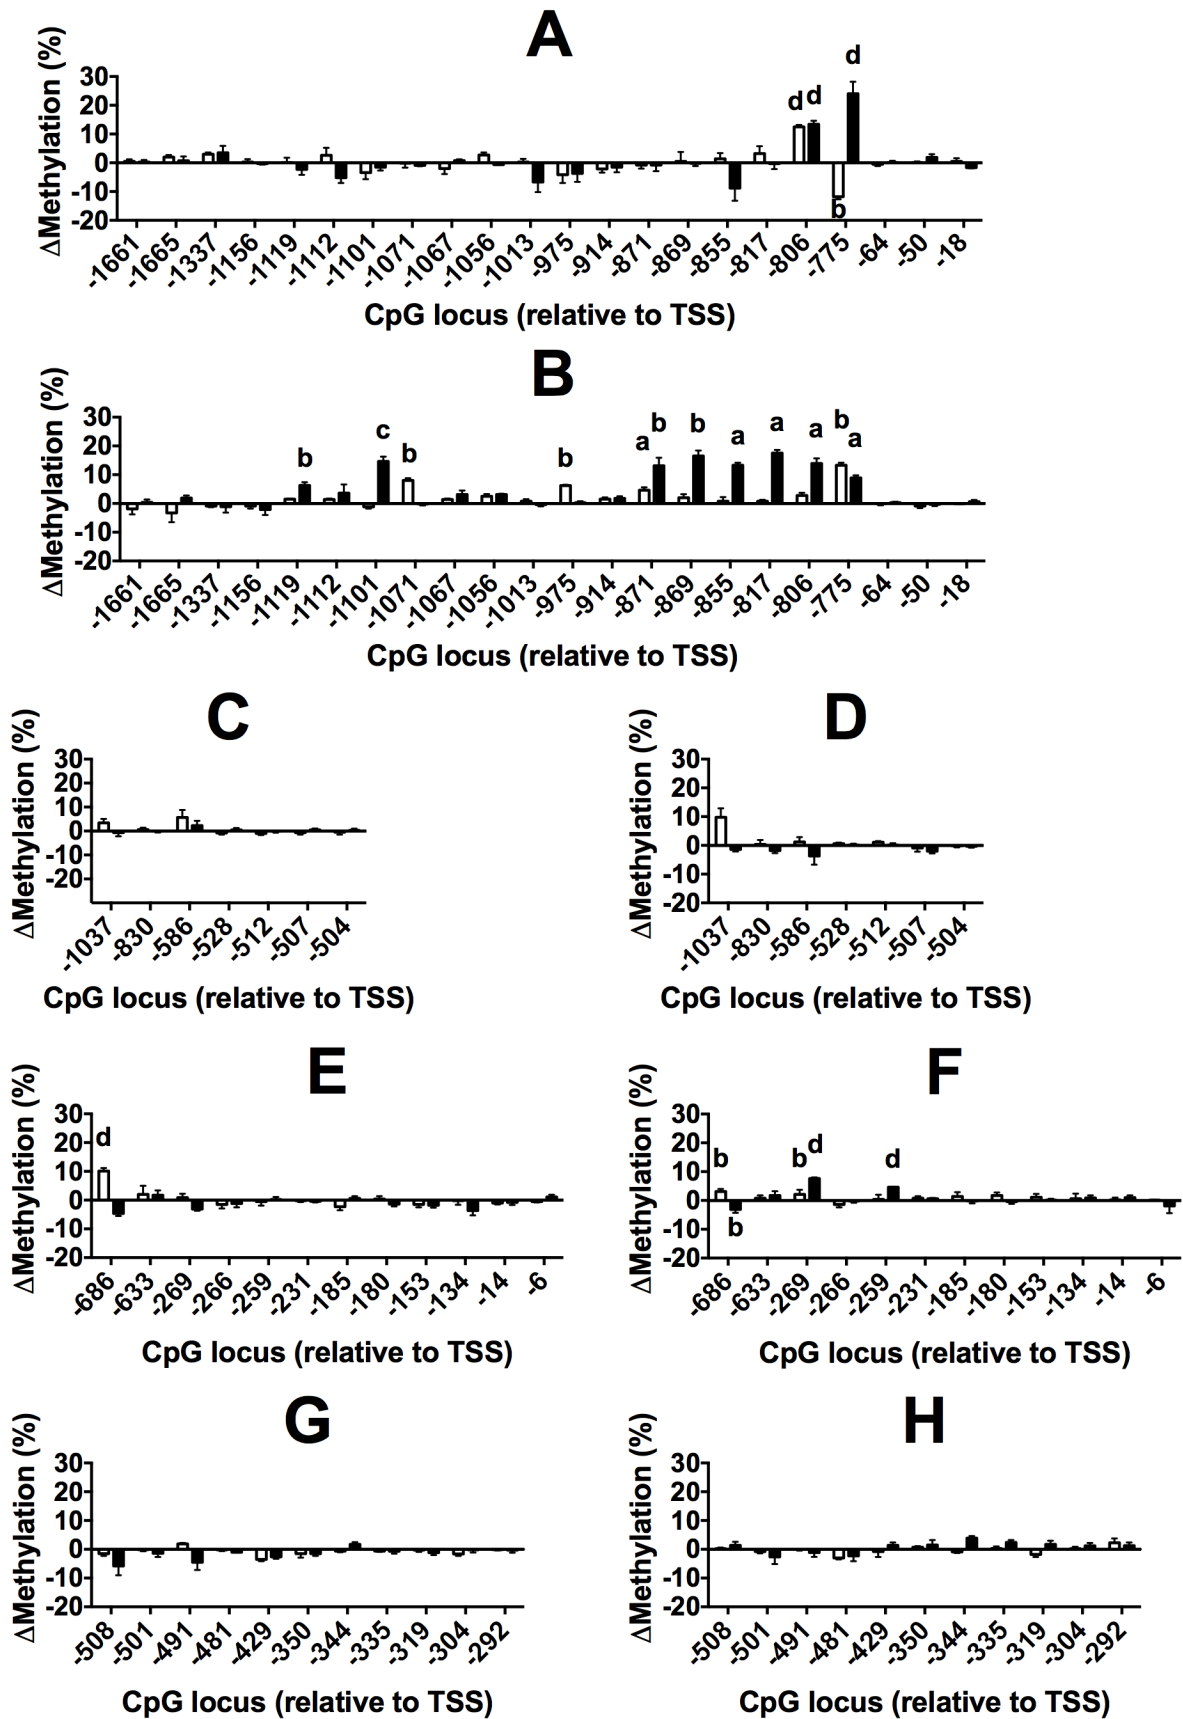 A
ΔMethylation (%)
30
20
10
0
-10
-20
d d d
b
-1661 -1665 -1337 -1156 -1119 -1112 -1101 -1071 -1067 -1056 -1013 -975 -914 -871 -869 -855 -817 -806 -775 -64 -50 -18
CpG locus (relative to TSS)
B
ΔMethylation (%)
30
20
10
0
-10
-20
b c b b a b b a a a b a
-1661 -1665 -1337 -1156 -1119 -1112 -1101 -1071 -1067 -1056 -1013 -975 -914 -871 -869 -855 -817 -806 -775 -64 -50 -18
CpG locus (relative to TSS)
C
ΔMethylation (%)
30
20
10
0
-10
-20
-1037 -830 -586 -528 -512 -507 -504
CpG locus (relative to TSS)
D
ΔMethylation (%)
30
20
10
0
-10
-20
-1037 -830 -586 -528 -512 -507 -504
CpG locus (relative to TSS)
E
ΔMethylation (%)
30
20
10
0
-10
-20
d
-686 -633 -269 -266 -259 -231 -185 -180 -153 -134 -14 -6
CpG locus (relative to TSS)
F
ΔMethylation (%)
30
20
10
0
-10
-20
b b d d
b
-686 -633 -269 -266 -259 -231 -185 -180 -153 -134 -14 -6
CpG locus (relative to TSS)
G
ΔMethylation (%)
30
20
10
0
-10
-20
-508 -501 -491 -481 -429 -350 -344 -335 -319 -304 -292
CpG locus (relative to TSS)
H
ΔMethylation (%)
30
20
10
0
-10
-20
-508 -501 -491 -481 -429 -350 -344 -335 -319 -304 -292
CpG locus (relative to TSS)